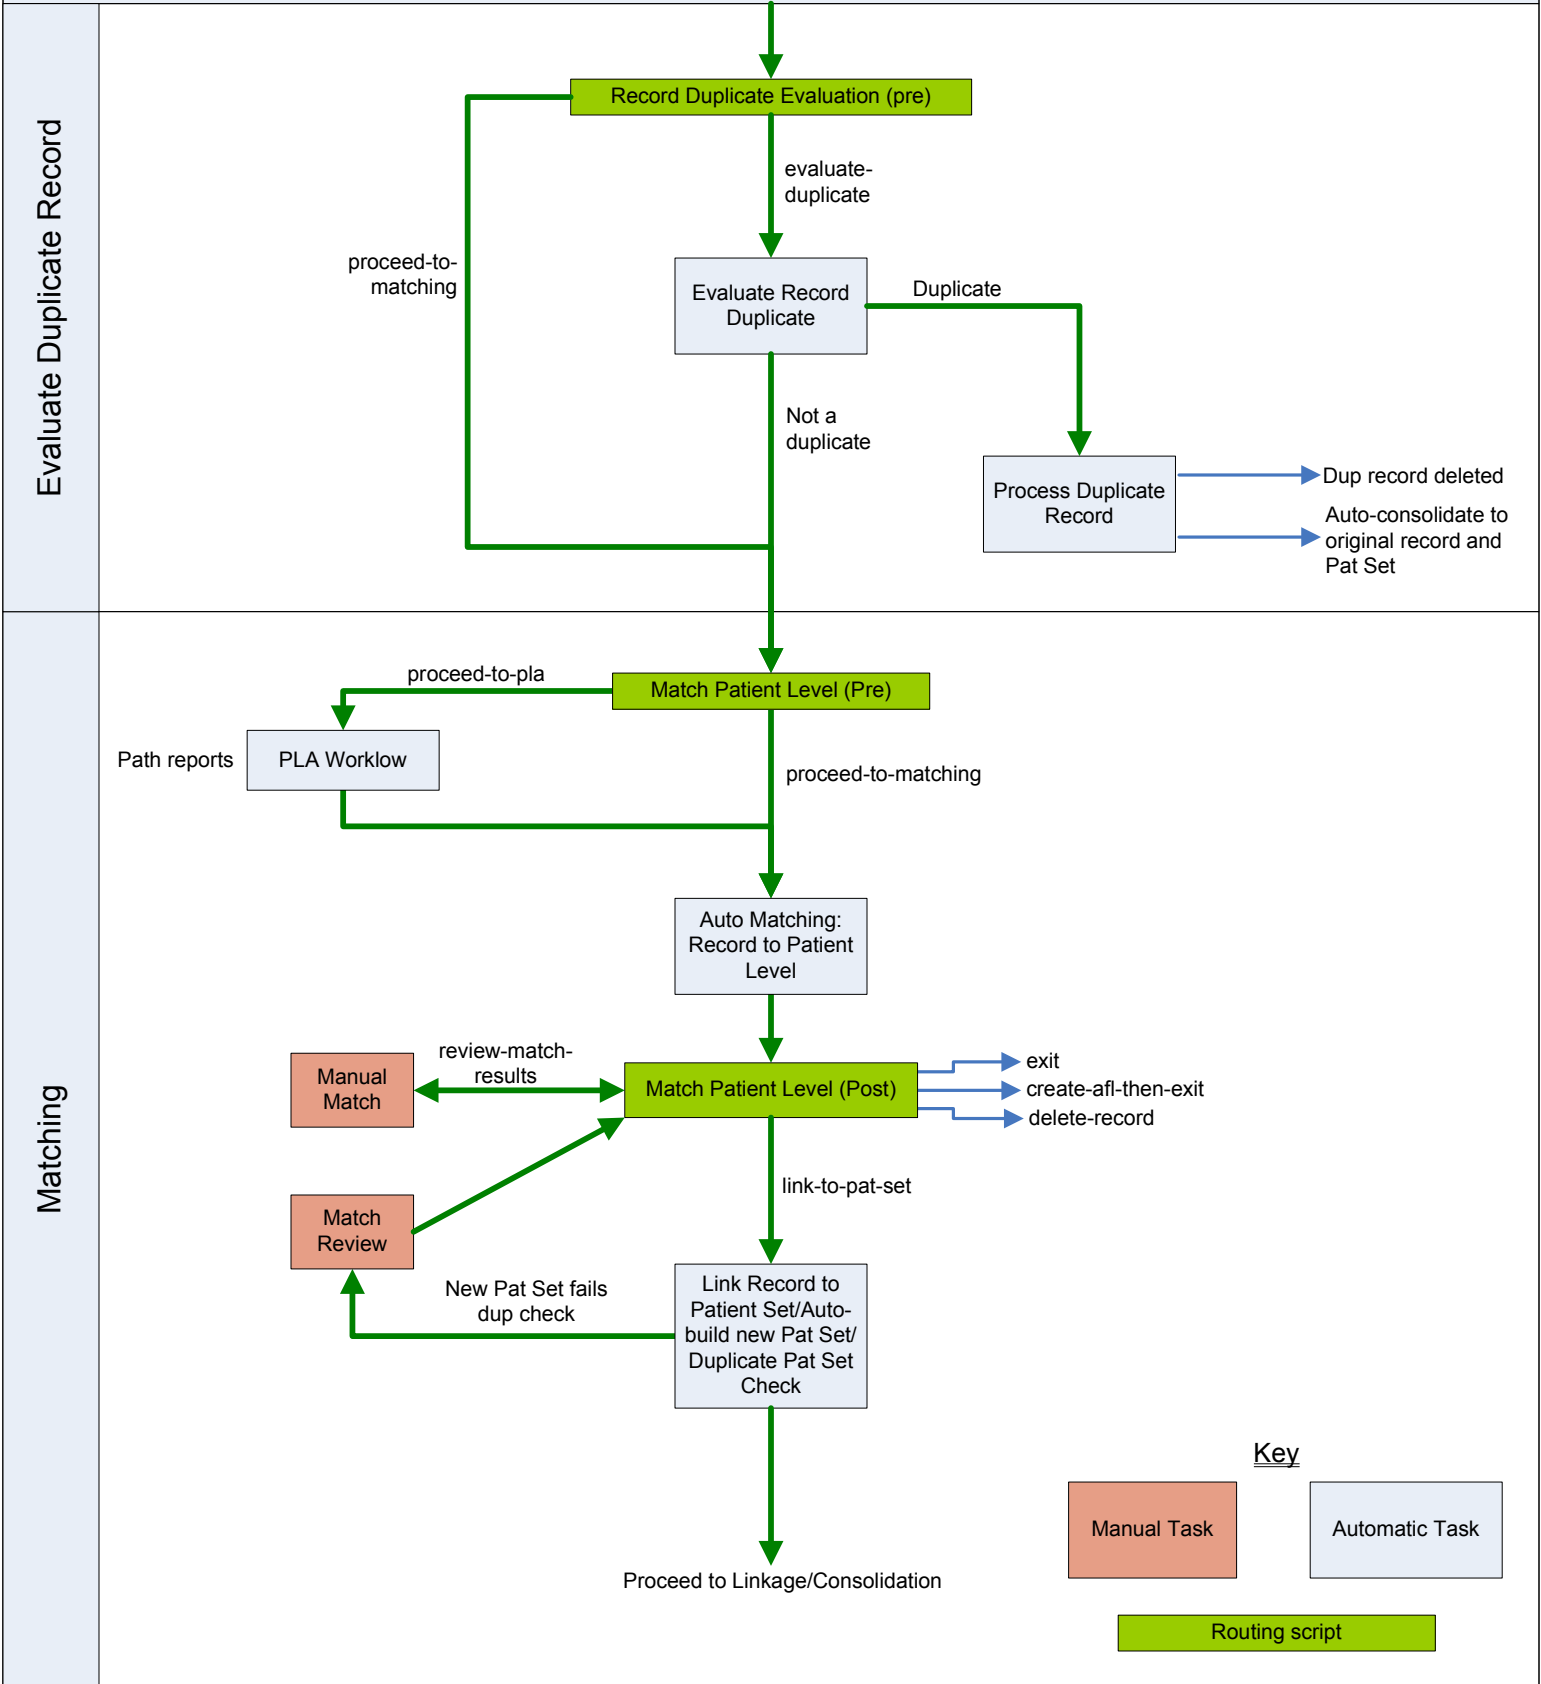 Evaluate Duplicate Record
Record Duplicate Evaluation (pre)
evaluate-
duplicate
proceed-to-
matching
Evaluate Record
Duplicate
Duplicate
Not a
duplicate
Process Duplicate
Record
Dup record deleted
Auto-consolidate to
original record and
Pat Set
Matching
proceed-to-pla
Match Patient Level (Pre)
Path reports
PLA Worklow
proceed-to-matching
Auto Matching:
Record to Patient
Level
Manual
Match
review-match-
results
Match Patient Level (Post)
exit
create-afl-then-exit
delete-record
link-to-pat-set
Match
Review
New Pat Set fails
dup check
Link Record to
Patient Set/Auto-
build new Pat Set/
Duplicate Pat Set
Check
Proceed to Linkage/Consolidation
Key
Manual Task
Automatic Task
Routing script